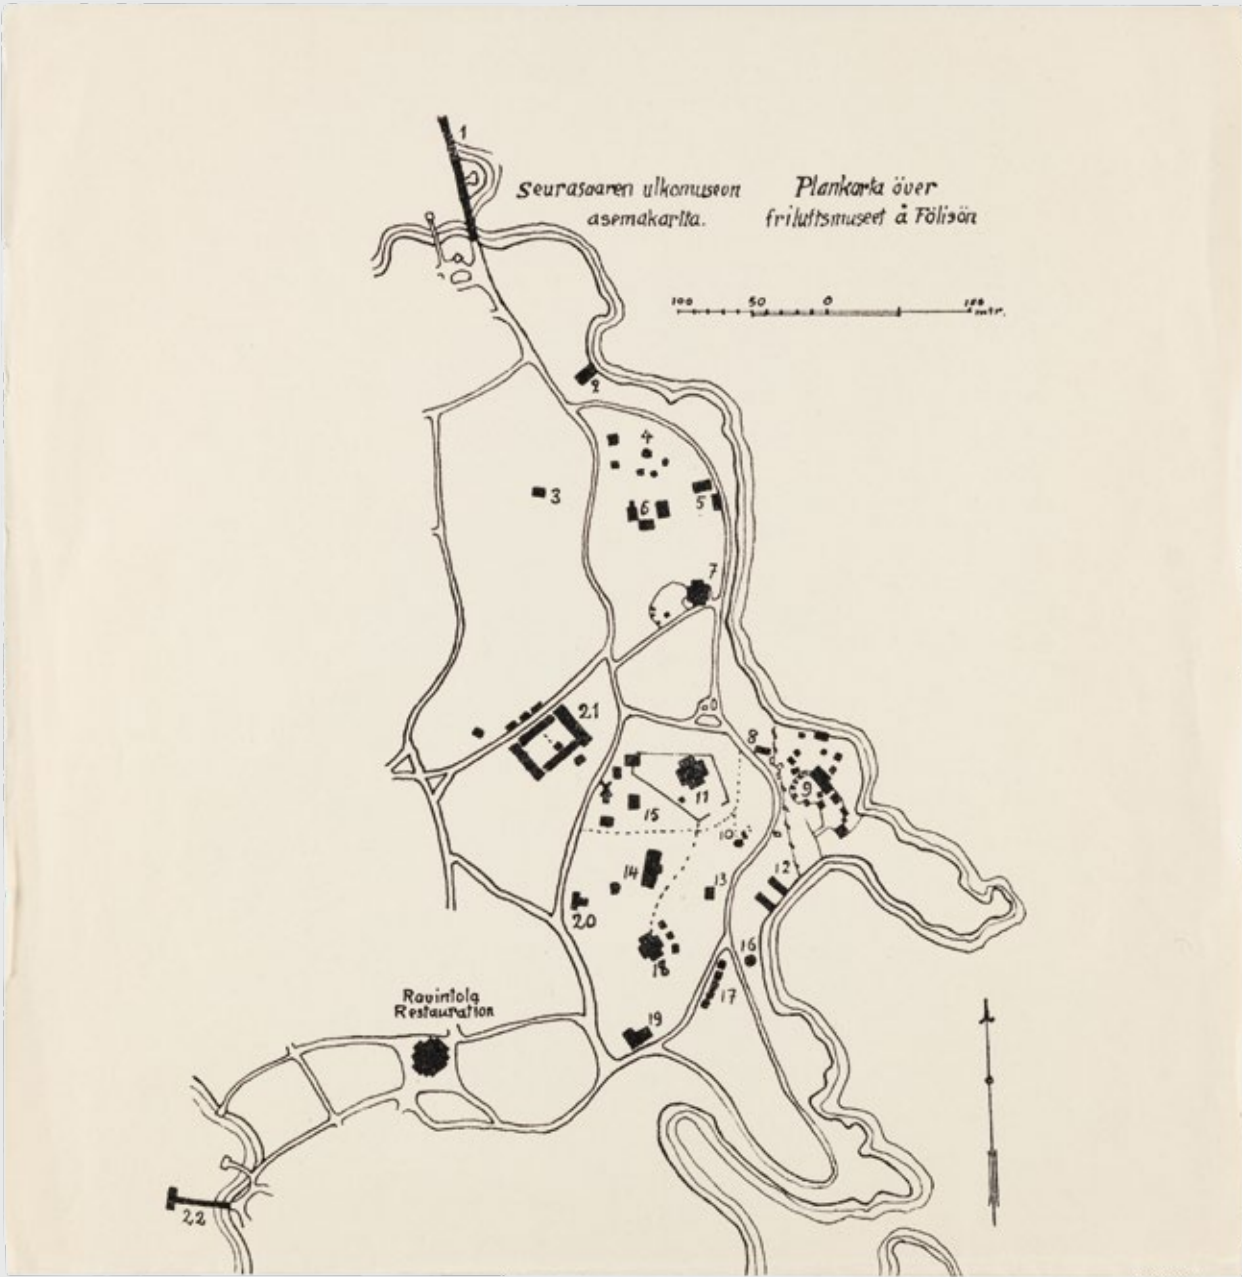 1
Seurasaaren ulkomuseon
asemakartta.
Plankarta över
friluftsmuseet å Fölisön
100 50 0 100
mtr.
2
4
3
6
5
7
21
8
9
11
15
10
14
12
13
20
16
18
17
19
Ravintola
Restauration
22